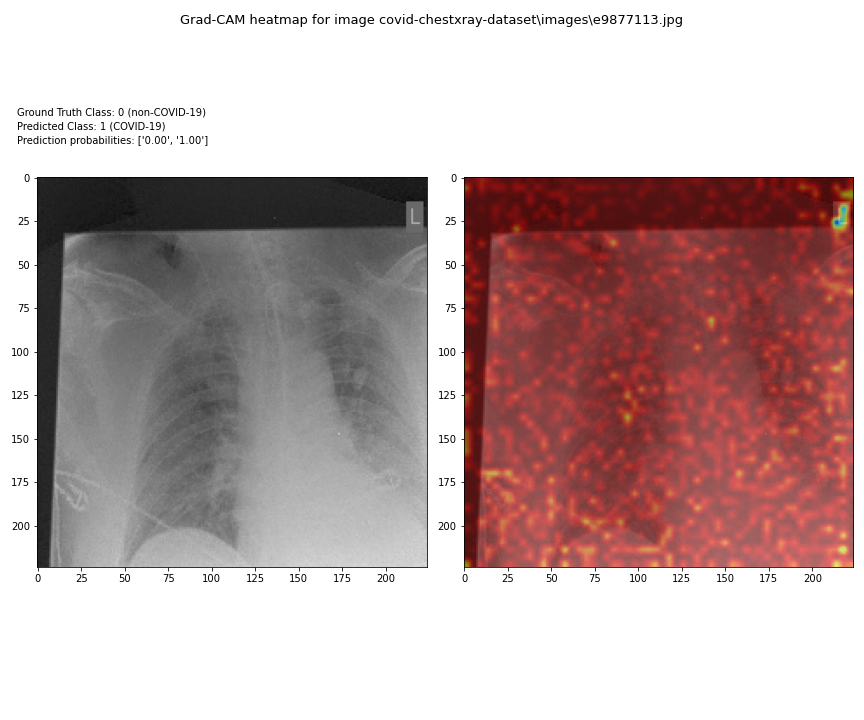 Grad-CAM heatmap for image covid-chestxray-dataset\images\e9877113.jpg
Ground Truth Class: 0 (non-COVID-19)
Predicted Class: 1 (COVID-19)
Prediction probabilities: ['0.00', '1.00']
0
25
50
75
100
125
150
175
200
0 25 50 75 100 125 150 175 200
L
0
25
50
75
100
125
150
175
200
0 25 50 75 100 125 150 175 200